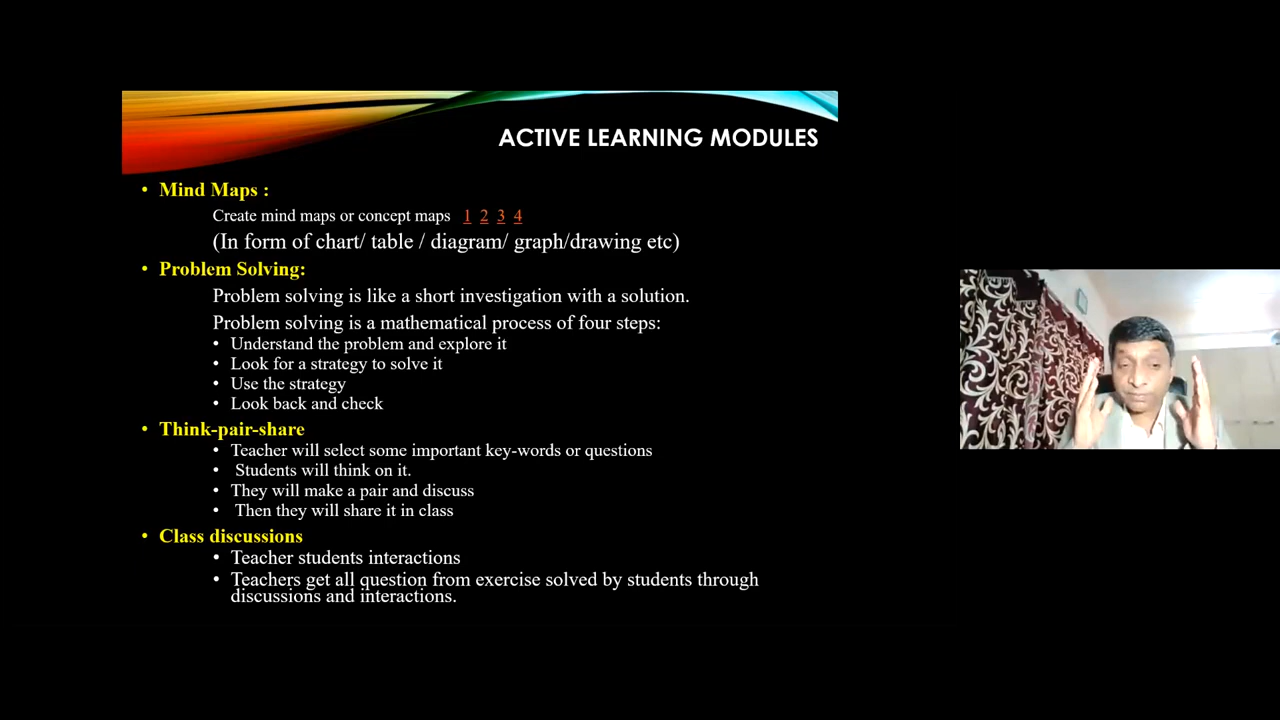 ACTIVE LEARNING MODULES
• Mind Maps :
Create mind maps or concept maps 1 2 3 4
(In form of chart/ table / diagram/ graph/drawing etc)
• Problem Solving:
Problem solving is like a short investigation with a solution.
Problem solving is a mathematical process of four steps:
• Understand the problem and explore it
• Look for a strategy to solve it
• Use the strategy
• Look back and check
• Think-pair-share
• Teacher will select some important key-words or questions
• Students will think on it.
• They will make a pair and discuss
• Then they will share it in class
• Class discussions
• Teacher students interactions
• Teachers get all question from exercise solved by students through
discussions and interactions.